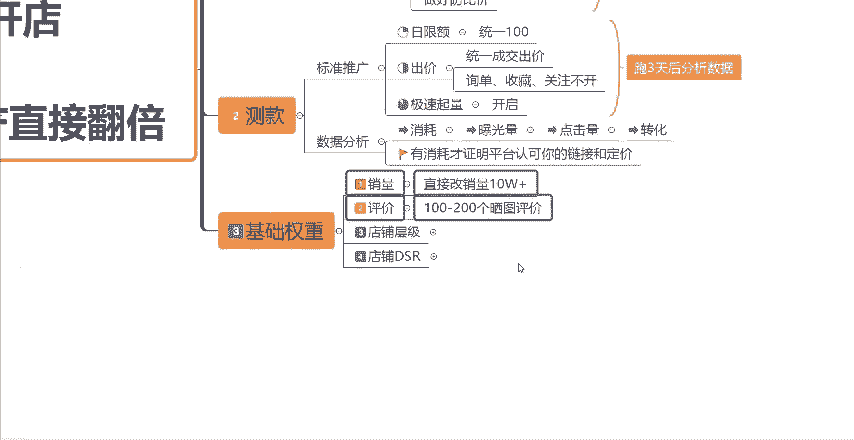 做好防比价
开店
直接翻倍
2 测款
标准推广
日限额 统一100
出价
统一成交出价
询单、收藏、关注不开
极速起量 开启
跑3天后分析数据
数据分析
消耗 曝光量 点击量 转化
有消耗才证明平台认可你的链接和定价
3 基础权重
1 销量 直接改销量10W+
2 评价 100-200个晒图评价
3 店铺层级
4 店铺DSR